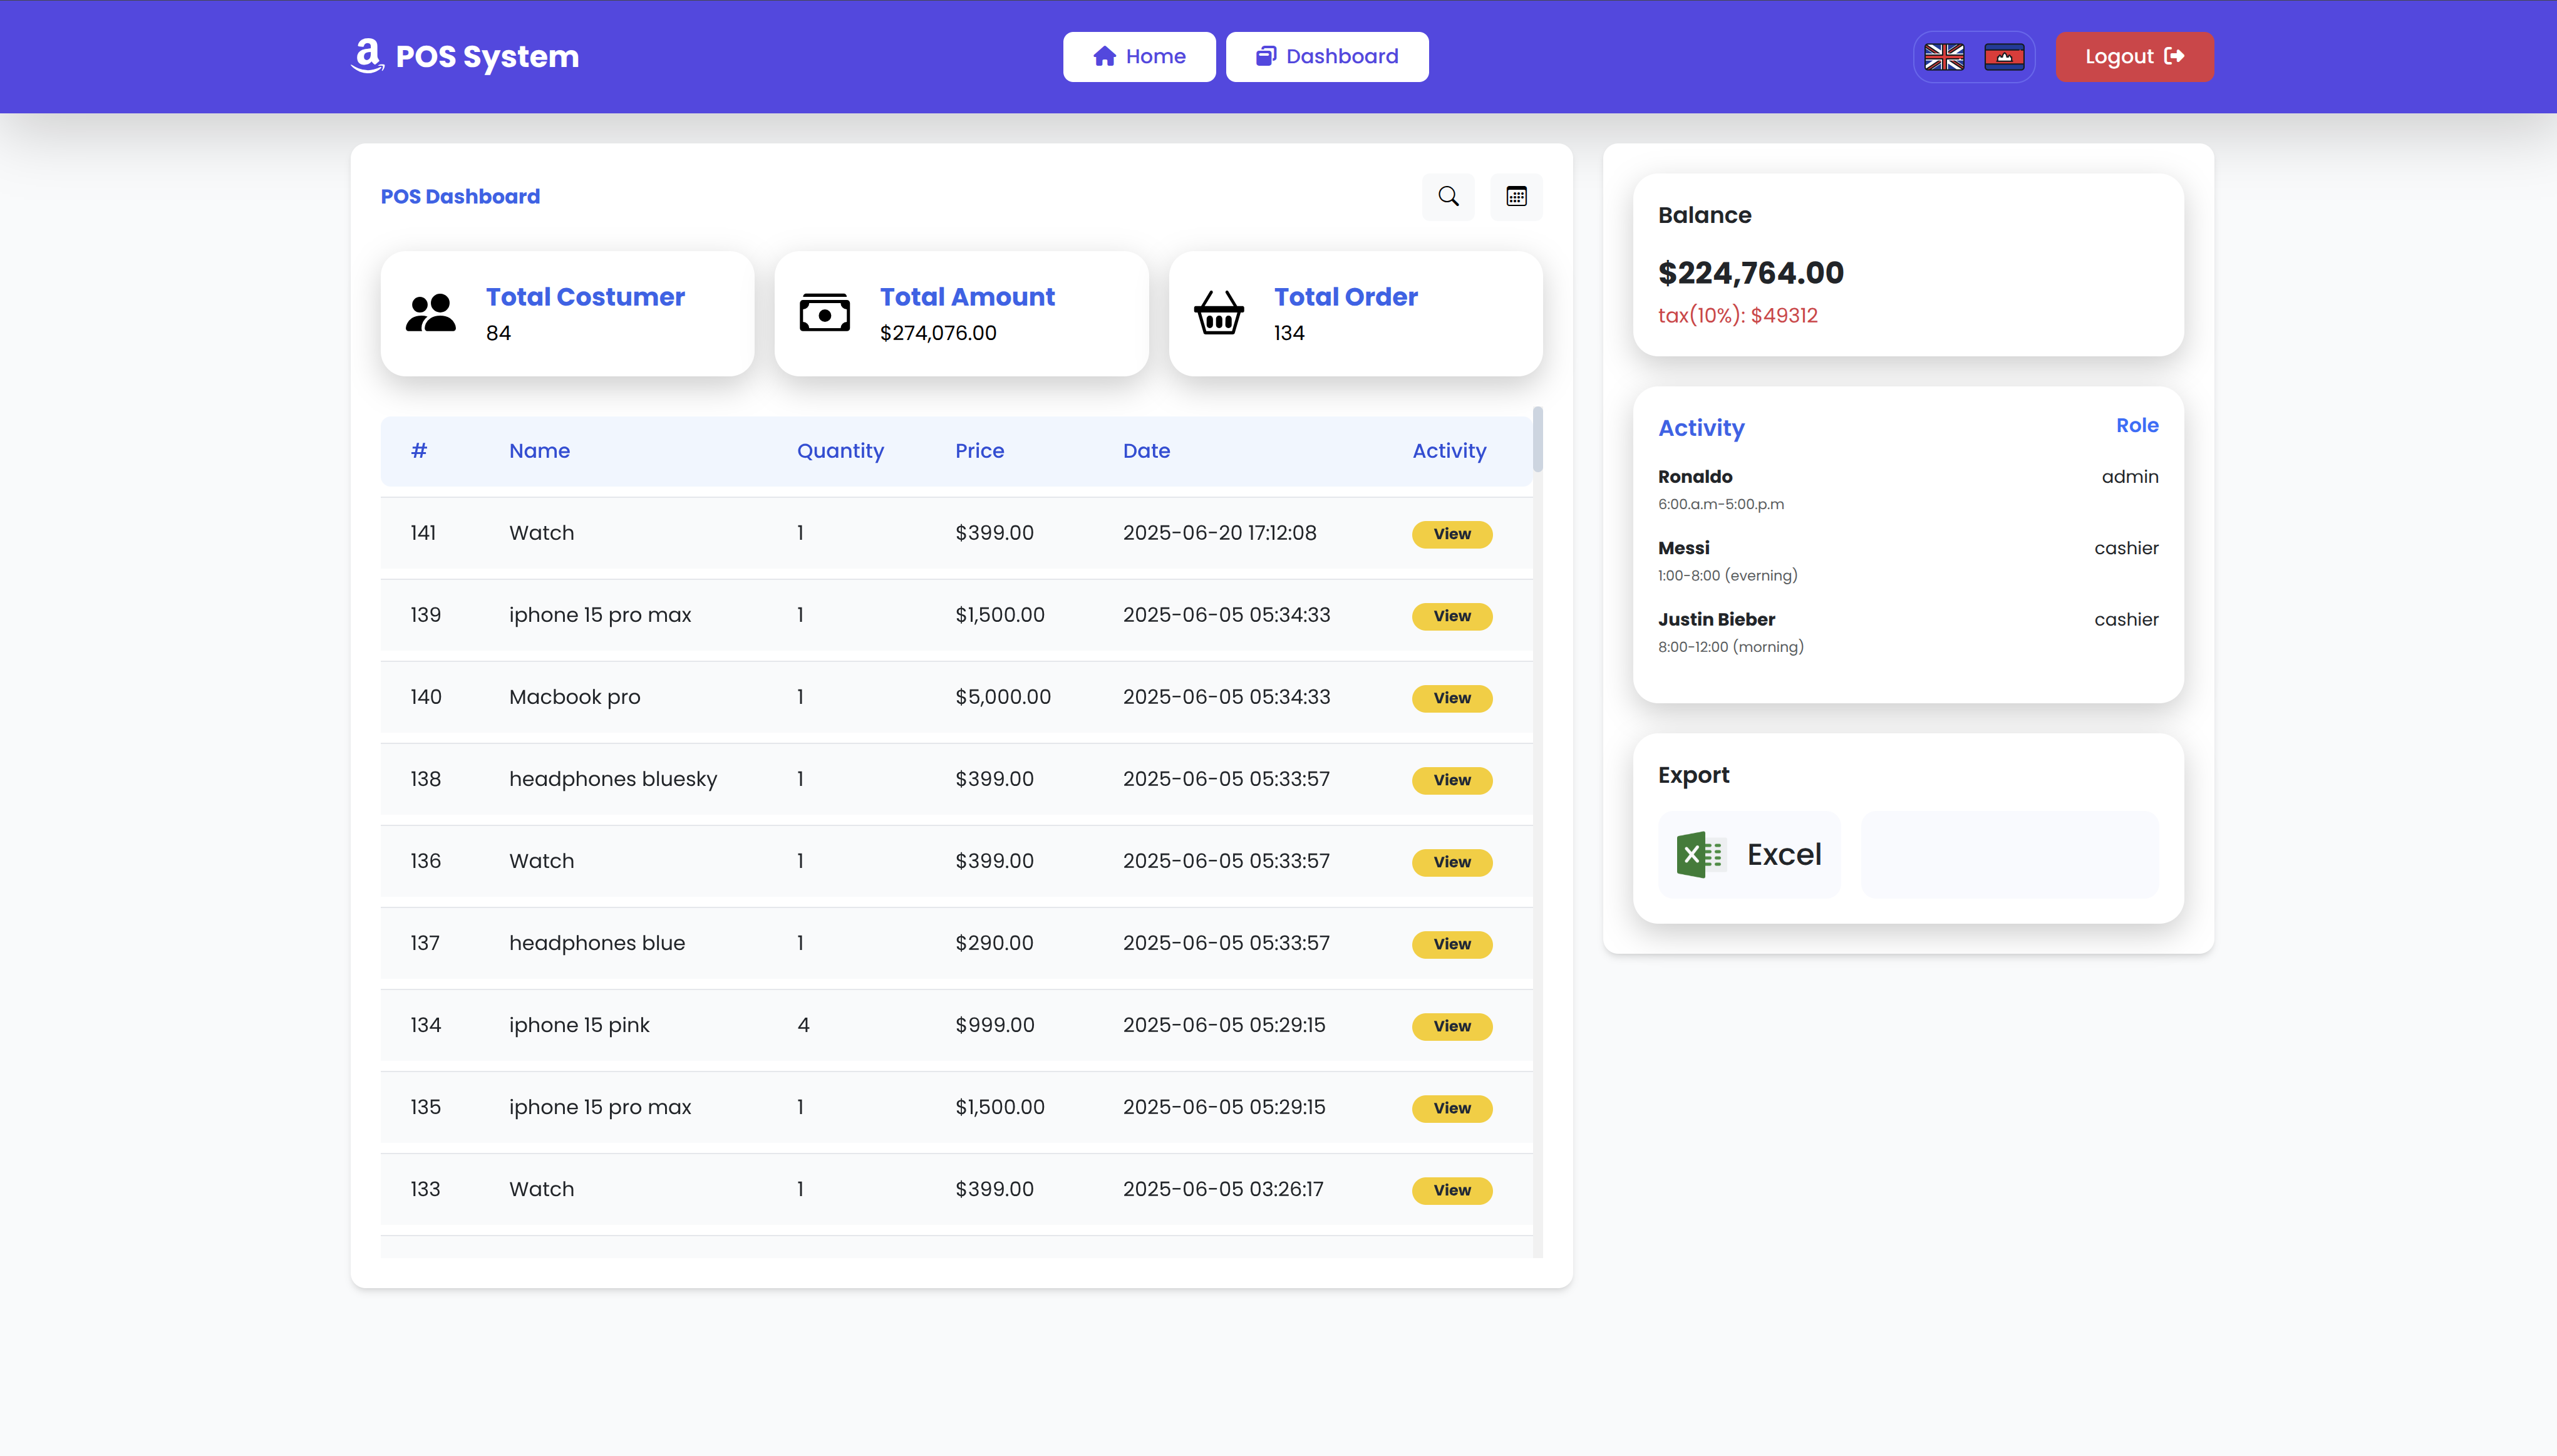 POS System
Home
Dashboard
Logout
POS Dashboard
Total Costumer
84
Total Amount
$274,076.00
Total Order
134
# Name Quantity Price Date Activity
141 Watch 1 $399.00 2025-06-20 17:12:08 View
139 iphone 15 pro max 1 $1,500.00 2025-06-05 05:34:33 View
140 Macbook pro 1 $5,000.00 2025-06-05 05:34:33 View
138 headphones bluesky 1 $399.00 2025-06-05 05:33:57 View
136 Watch 1 $399.00 2025-06-05 05:33:57 View
137 headphones blue 1 $290.00 2025-06-05 05:33:57 View
134 iphone 15 pink 4 $999.00 2025-06-05 05:29:15 View
135 iphone 15 pro max 1 $1,500.00 2025-06-05 05:29:15 View
133 Watch 1 $399.00 2025-06-05 03:26:17 View
Balance
$224,764.00
tax(10%): $49312
Activity Role
Ronaldo admin
6:00.a.m-5:00.p.m
Messi cashier
1:00-8:00 (everning)
Justin Bieber cashier
8:00-12:00 (morning)
Export
Excel